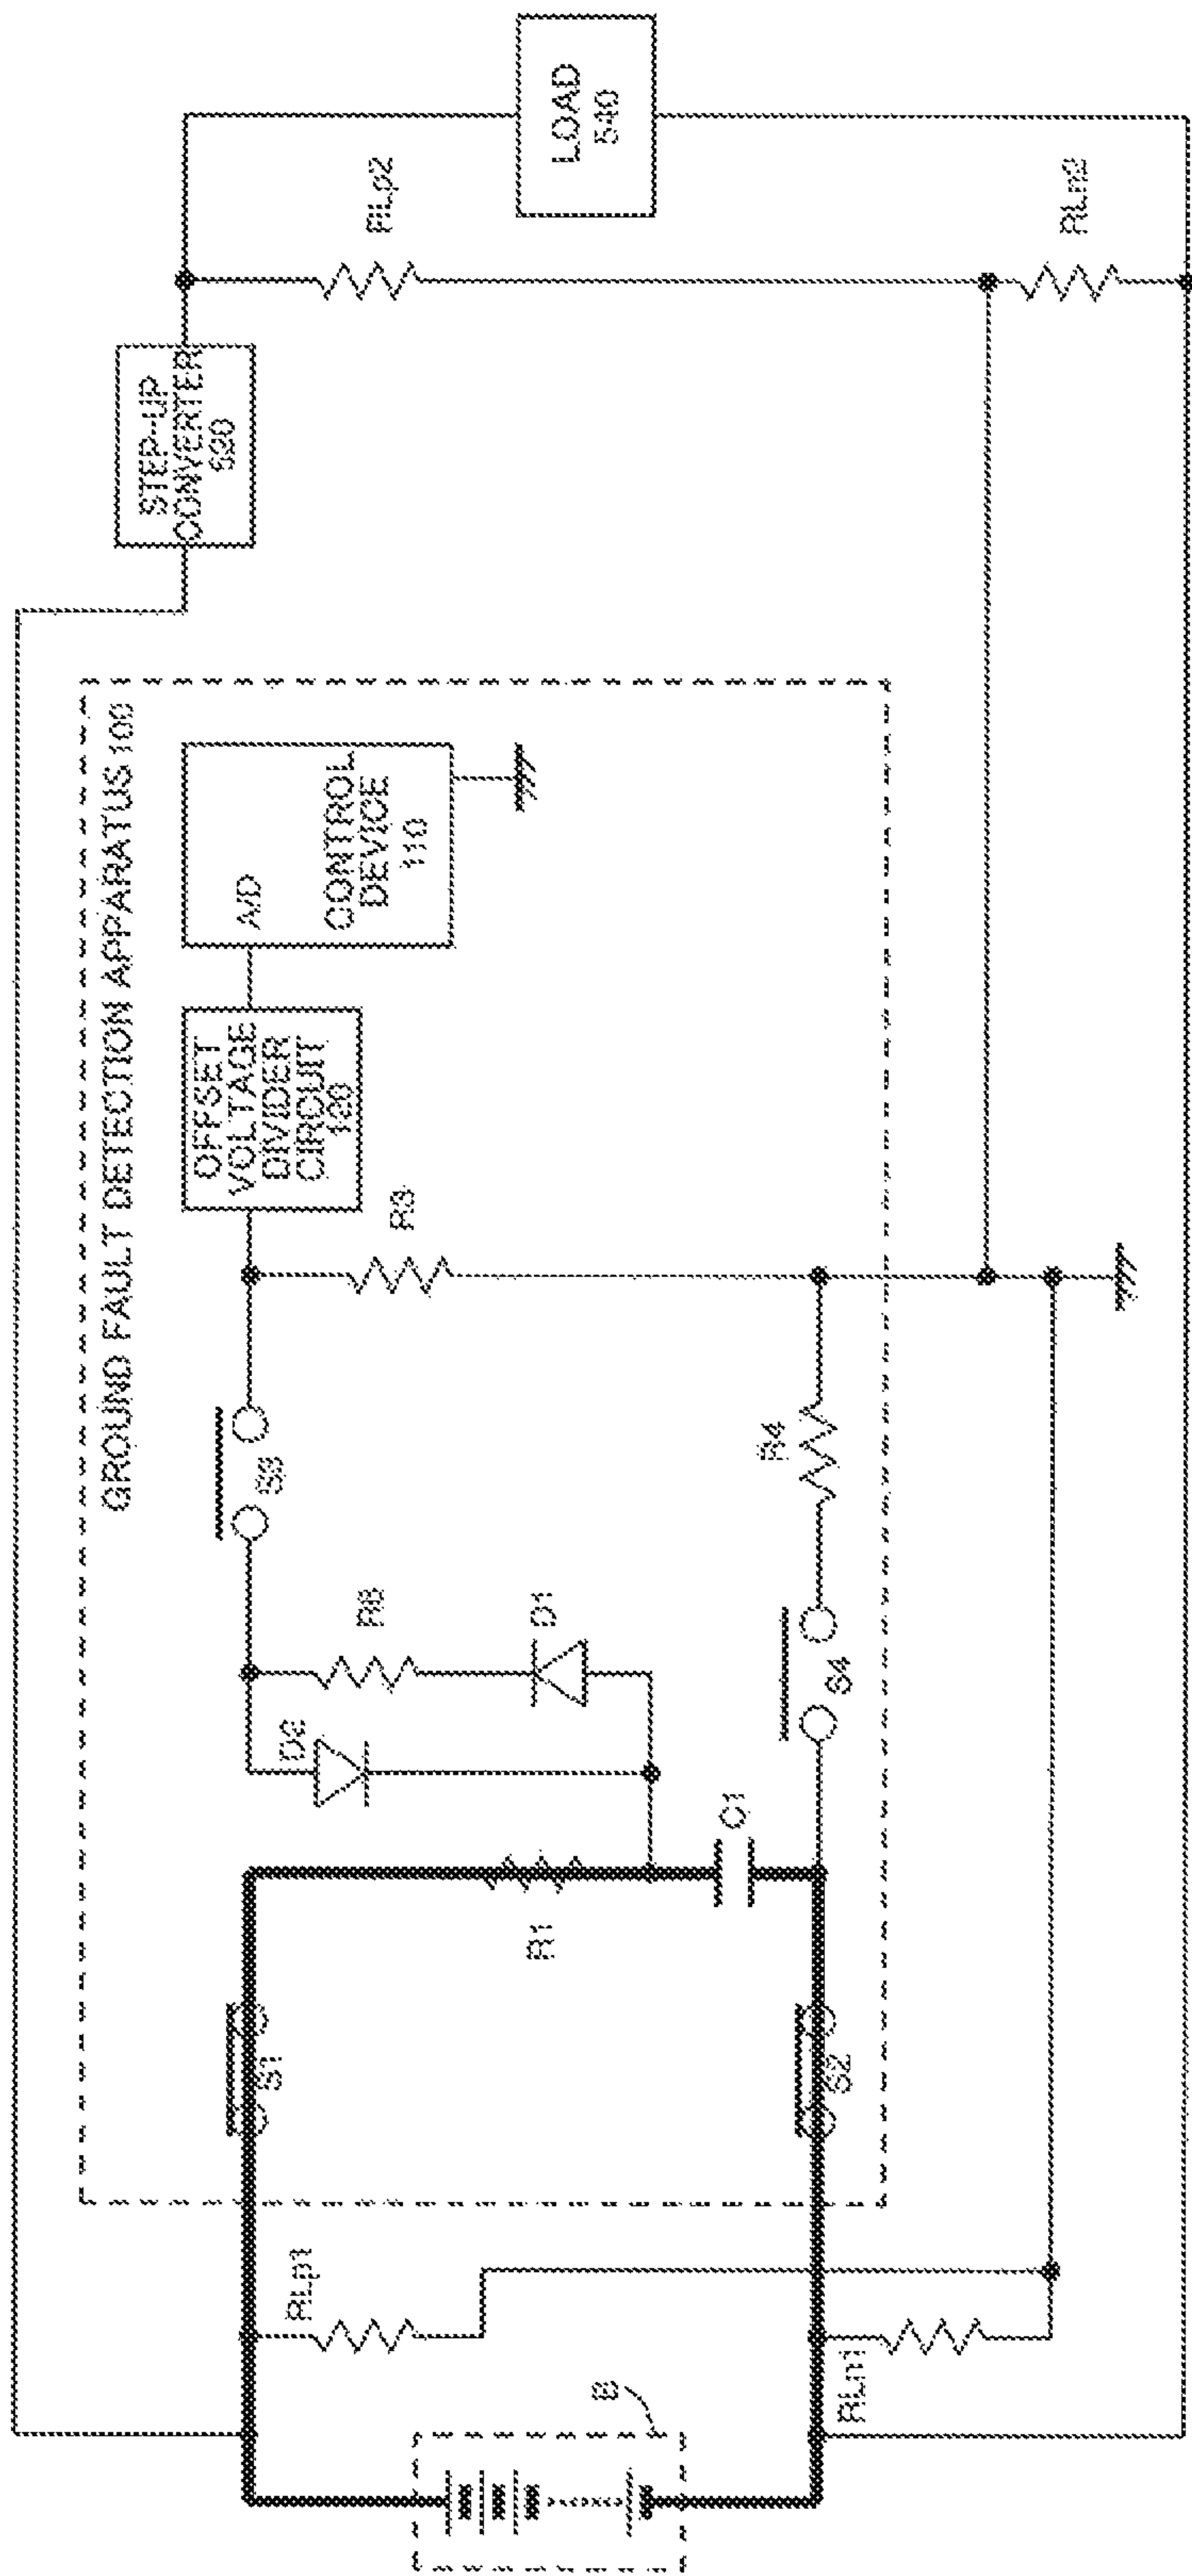 GROUND FAULT DETECTION APPARATUS 100
STEP-UP
CONVERTER
520
LOAD
540
RLp2
RLn2
OFFSET
VOLTAGE
DIVIDER
CIRCUIT
120
A/D
CONTROL
DEVICE
110
S1
S2
S3
S4
R1
C1
D2
R6
D1
R3
R4
RLp1
RLn1
B